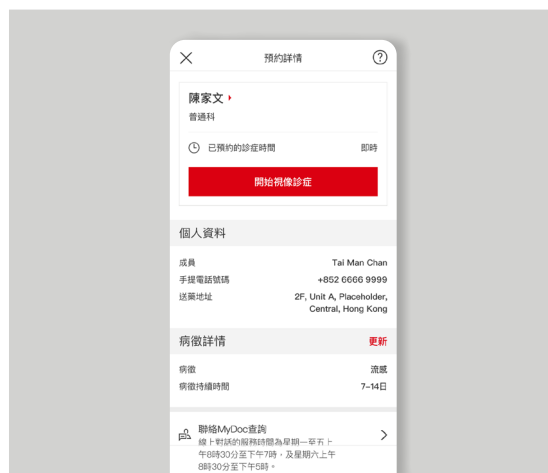 預約詳情
陳家文
普通科
已預約的診症時間 即時
開始視像診症
個人資料
成員 Tai Man Chan
手提電話號碼 +852 6666 9999
送藥地址 2F, Unit A, Placeholder,
Central, Hong Kong
病徵詳情 更新
病徵 流感
病徵持續時間 7-14日
聯絡MyDoc查詢
線上對話的服務時間為星期一至五上
午8時30分至下午7時，及星期六上午
8時30分至下午5時。